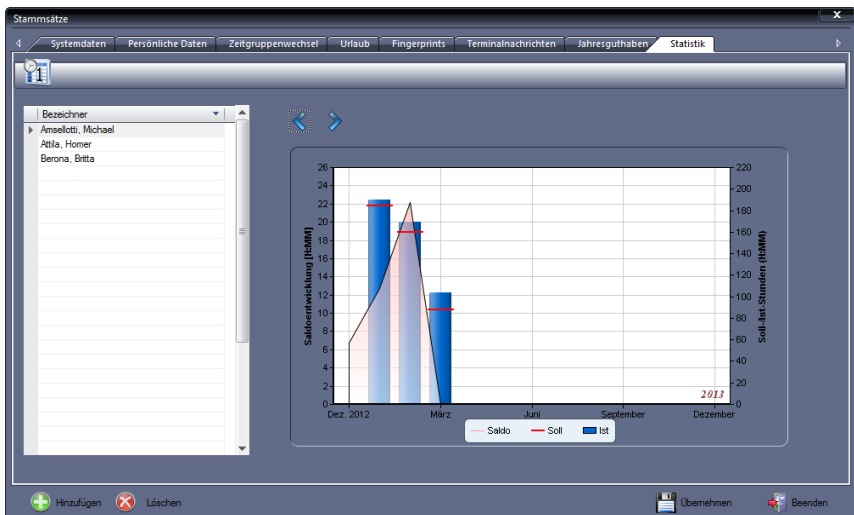 Stammsätze
x
Systemdaten Persönliche Daten Zeitgruppenwechsel Urlaub Fingerprints Terminalnachrichten Jahresguthaben Statistik
1
Bezeichner
Amsellotti, Michael
Attila, Homer
Berona, Britta
Saldoentwicklung [H:MM]
26
24
22
20
18
16
14
12
10
8
6
4
2
0
220
200
180
160
140
120
100
80
60
40
20
0
Soll-/Ist-Stunden (H:MM)
2013
Dez. 2012 März Juni September Dezember
Saldo Soll Ist
Hinzufügen Löschen Übernehmen Beenden